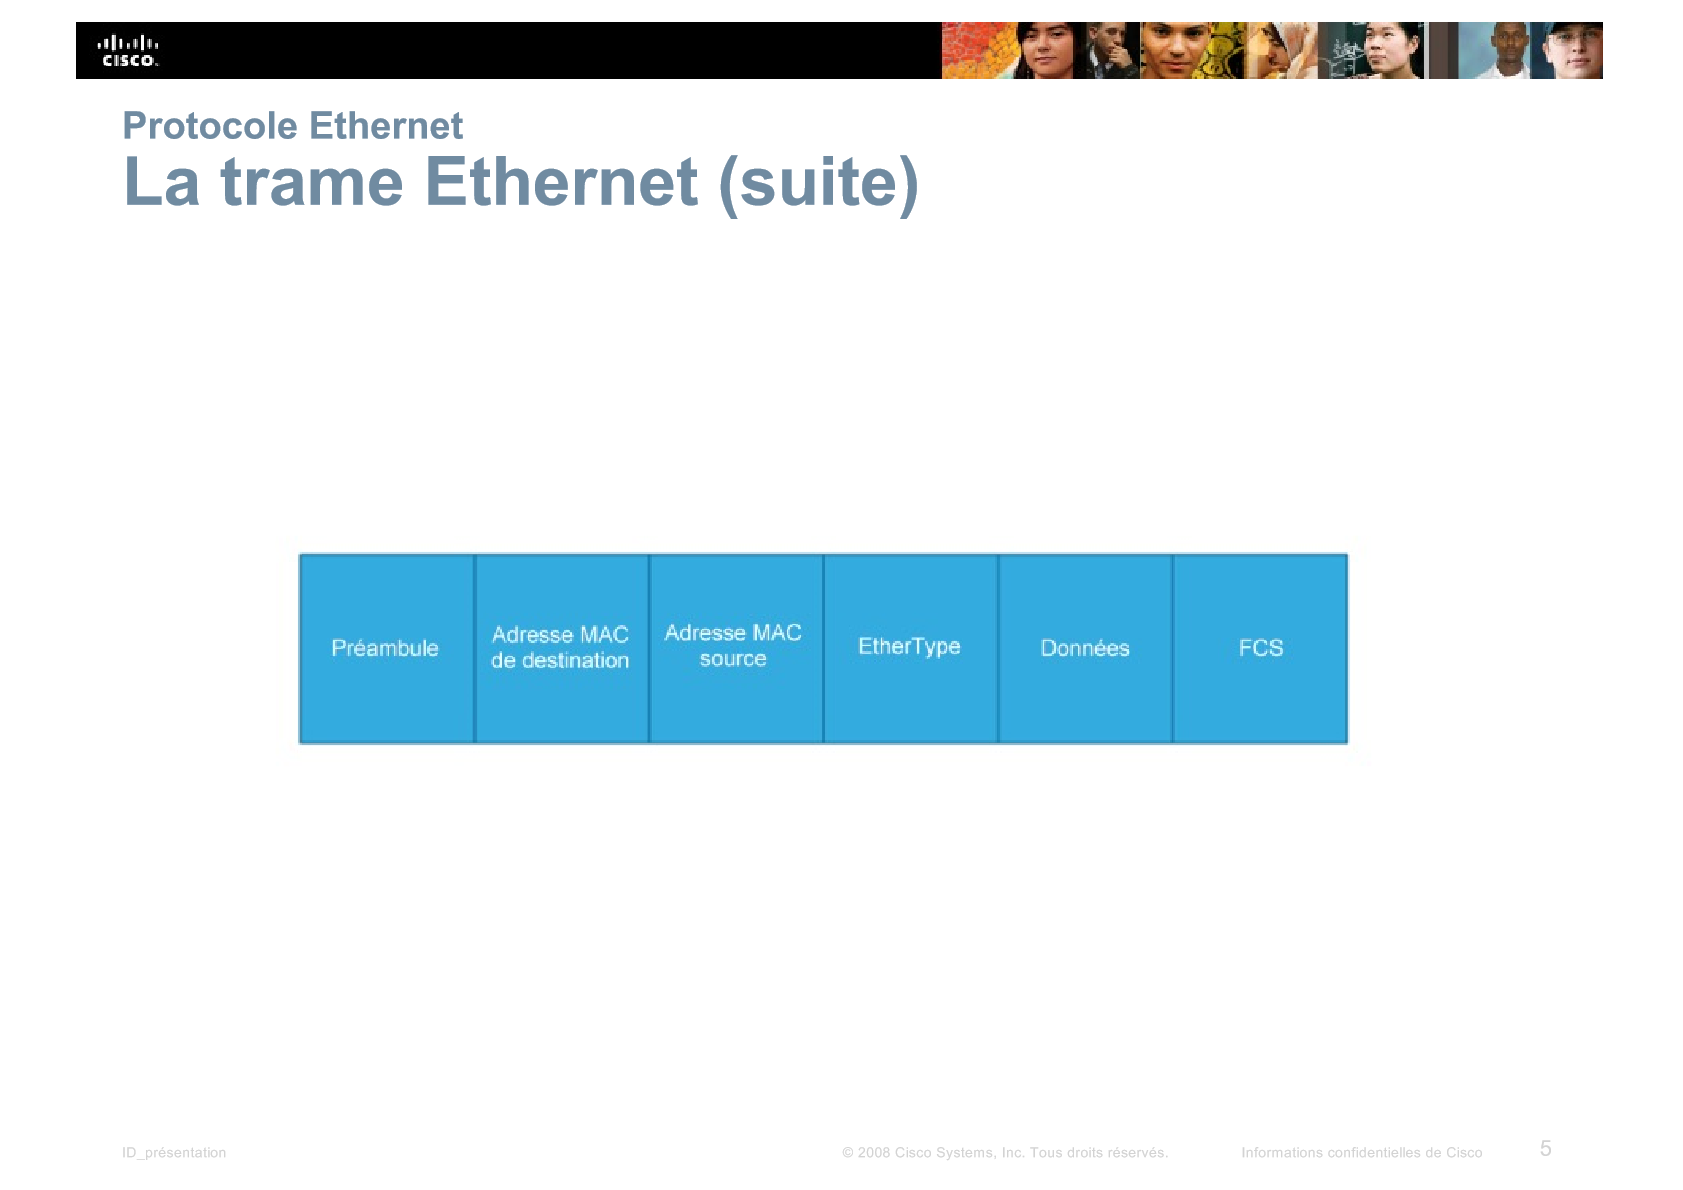 CISCO
Protocole Ethernet
La trame Ethernet (suite)
Préambule
Adresse MAC
de destination
Adresse MAC
source
EtherType
Données
FCS
ID_présentation
© 2008 Cisco Systems, Inc. Tous droits réservés.
Informations confidentielles de Cisco
5